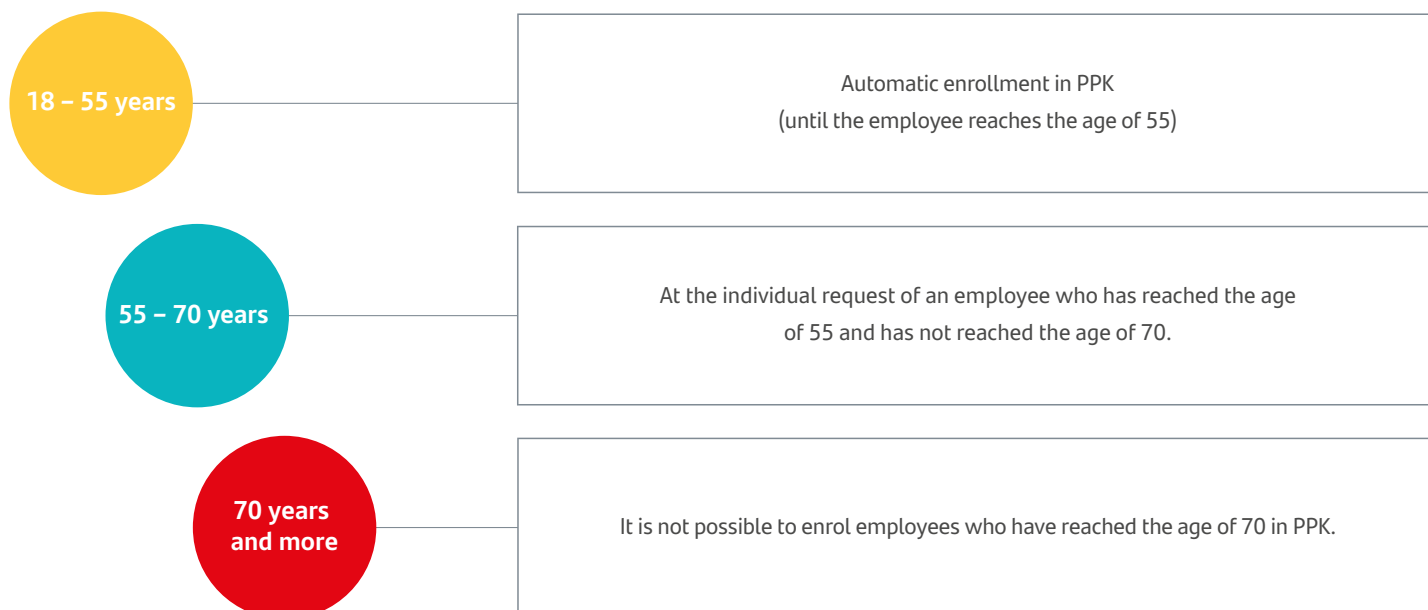 18 – 55 years
Automatic enrollment in PPK
(until the employee reaches the age of 55)
55 – 70 years
At the individual request of an employee who has reached the age
of 55 and has not reached the age of 70.
70 years
and more
It is not possible to enrol employees who have reached the age of 70 in PPK.